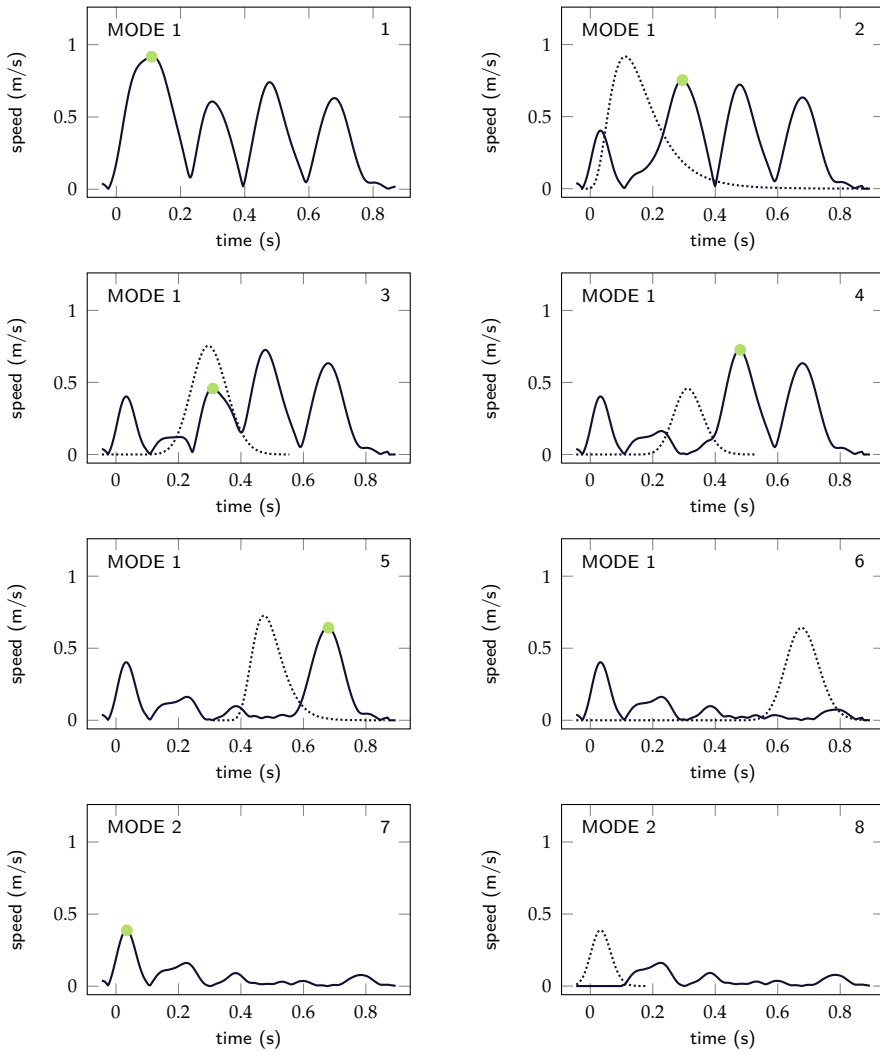 MODE 1 1
1
0.5
0
speed (m/s)
0 0.2 0.4 0.6 0.8
time (s)
MODE 1 2
1
0.5
0
speed (m/s)
0 0.2 0.4 0.6 0.8
time (s)
MODE 1 3
1
0.5
0
speed (m/s)
0 0.2 0.4 0.6 0.8
time (s)
MODE 1 4
1
0.5
0
speed (m/s)
0 0.2 0.4 0.6 0.8
time (s)
MODE 1 5
1
0.5
0
speed (m/s)
0 0.2 0.4 0.6 0.8
time (s)
MODE 1 6
1
0.5
0
speed (m/s)
0 0.2 0.4 0.6 0.8
time (s)
MODE 2 7
1
0.5
0
speed (m/s)
0 0.2 0.4 0.6 0.8
time (s)
MODE 2 8
1
0.5
0
speed (m/s)
0 0.2 0.4 0.6 0.8
time (s)